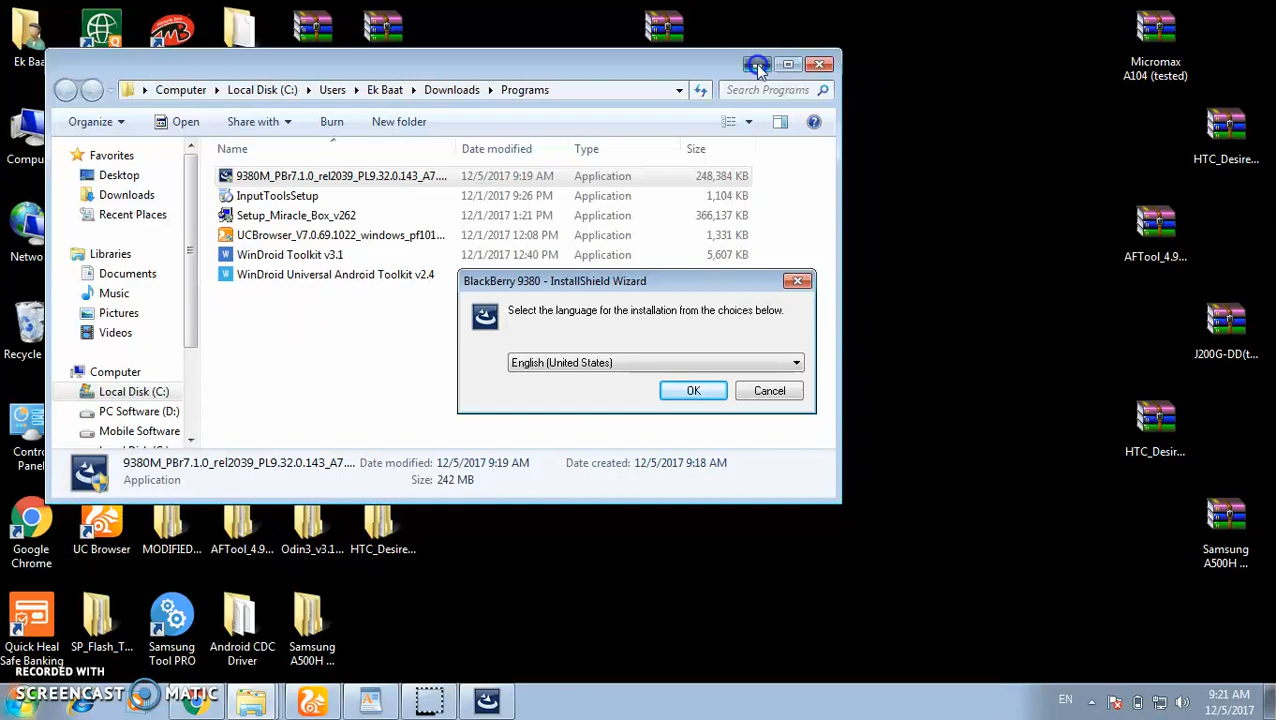 Ek Baa
Micromax
A104 (tested)
HTC_Desire...
AFTool_4.9...
J200G-DD(t...
HTC_Desir...
Samsung
A500H ...
Compu
Netwo
Recycle
Contr
Panel
Computer Local Disk (C:) Users Ek Baat Downloads Programs
Search Programs
Organize Open Share with Burn New folder
Name Date modified Type Size
Favorites
Desktop
Downloads
Recent Places
Libraries
Documents
Music
Pictures
Videos
Computer
Local Disk (C:)
PC Software (D:)
Mobile Software
9380M_PBr7.1.0_rel2039_PL9.32.0.143_A7.... 12/5/2017 9:19 AM Application 248,384 KB
InputToolsSetup 12/1/2017 9:26 PM Application 1,104 KB
Setup_Miracle_Box_v262 12/1/2017 1:21 PM Application 366,137 KB
UCBrowser_V7.0.69.1022_windows_pf101... 12/1/2017 12:08 PM Application 1,331 KB
WinDroid Toolkit v3.1 12/1/2017 12:40 PM Application 5,607 KB
WinDroid Universal Android Toolkit v2.4
BlackBerry 9380 - InstallShield Wizard
Select the language for the installation from the choices below.
English (United States)
OK Cancel
9380M_PBr7.1.0_rel2039_PL9.32.0.143_A7.... Date modified: 12/5/2017 9:19 AM Date created: 12/5/2017 9:18 AM
Application Size: 242 MB
Google
Chrome
UC Browser
MODIFIED...
AFTool_4.9...
Odin3_v3.1...
HTC_Desire...
Quick Heal
Safe Banking
SP_Flash_T...
Samsung
Tool PRO
Android CDC
Driver
Samsung
A500H ...
RECORDED WITH
SCREENCAST MATIC
EN
9:21 AM
12/5/2017